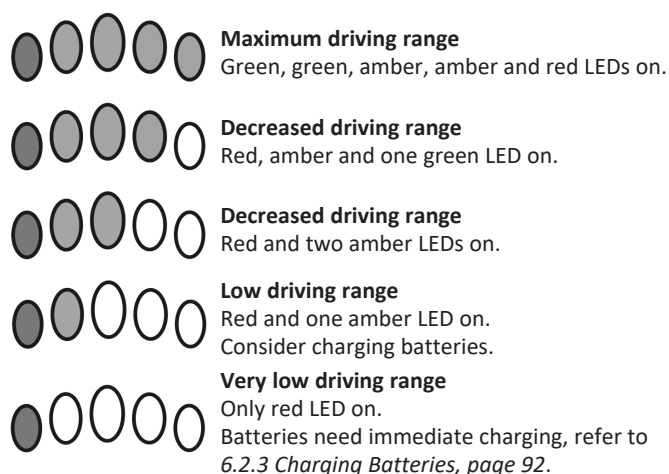 Maximum driving range
Green, green, amber, amber and red LEDs on.
Decreased driving range
Red, amber and one green LED on.
Decreased driving range
Red and two amber LEDs on.
Low driving range
Red and one amber LED on.
Consider charging batteries.
Very low driving range
Only red LED on.
Batteries need immediate charging, refer to
6.2.3 Charging Batteries, page 92.